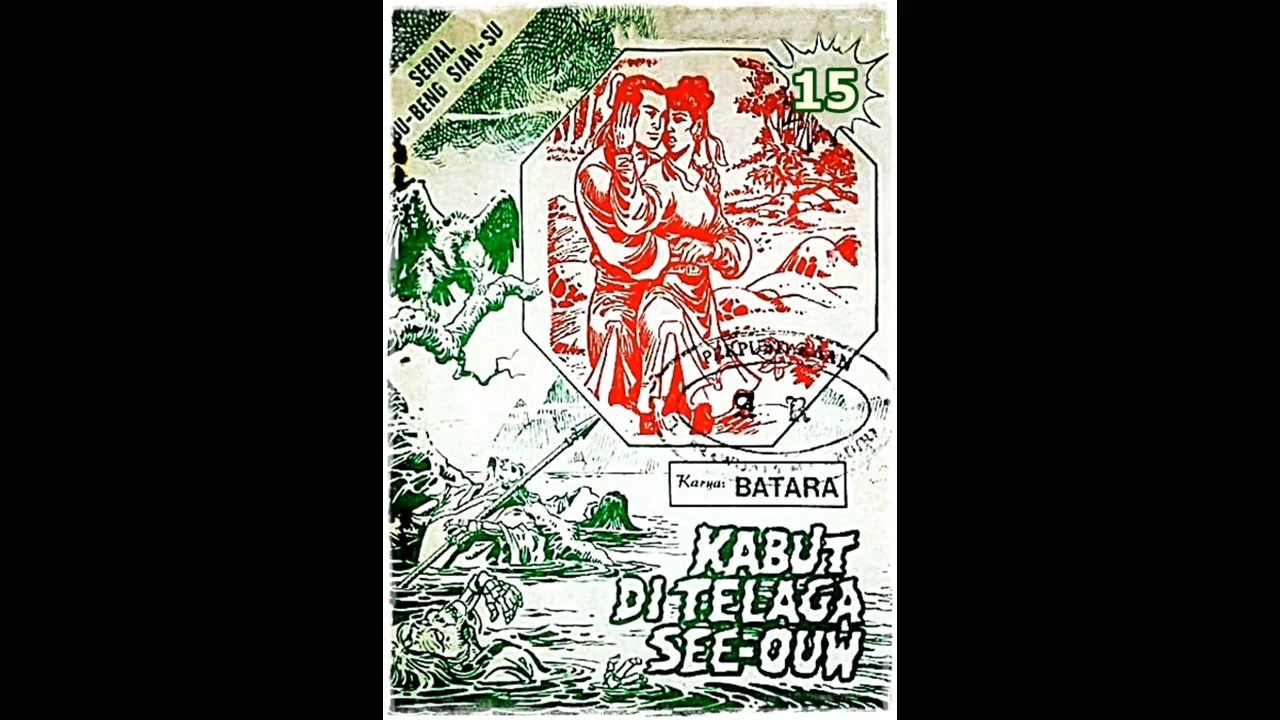 SERIAL
BU-BENG SIAN-SU
15
Karya: BATARA
KABUT
DI TELAGA
SEE-OUW